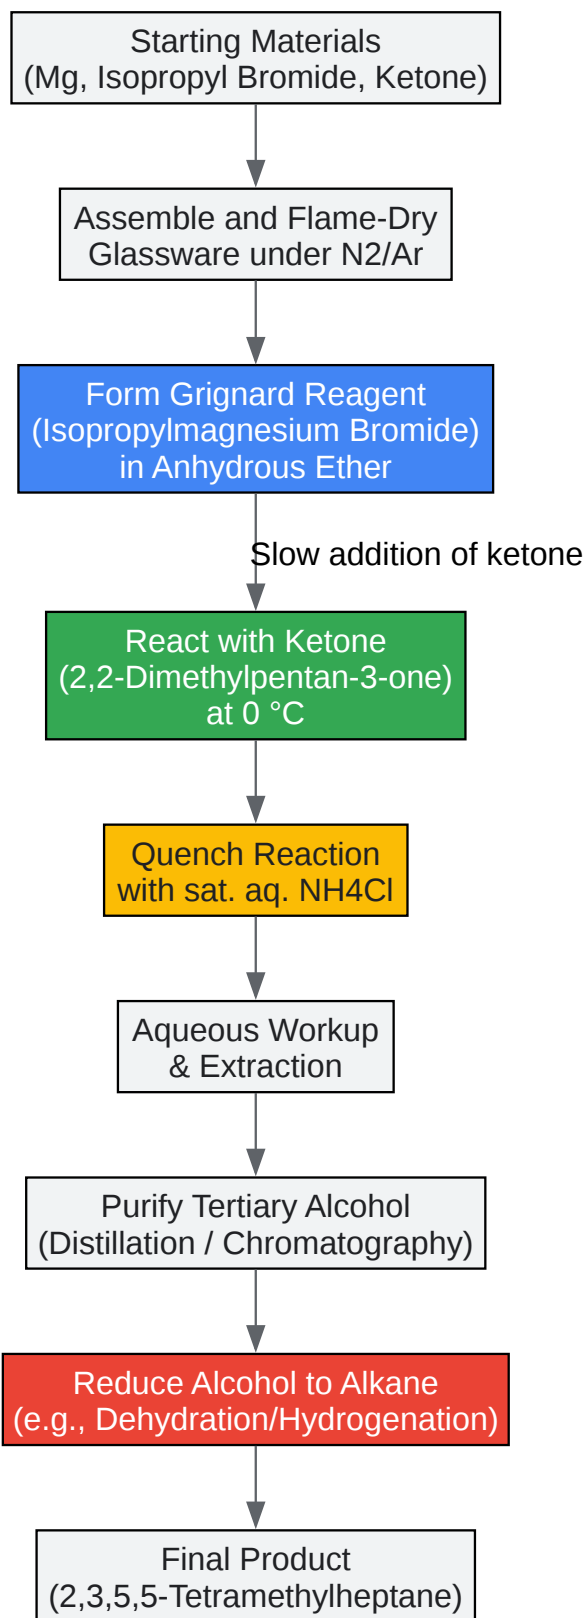 Starting Materials
(Mg, Isopropyl Bromide, Ketone)
Assemble and Flame-Dry
Glassware under N2/Ar
Form Grignard Reagent
(Isopropylmagnesium Bromide)
in Anhydrous Ether
Slow addition of ketone
React with Ketone
(2,2-Dimethylpentan-3-one)
at 0 °C
Quench Reaction
with sat. aq. NH4Cl
Aqueous Workup
& Extraction
Purify Tertiary Alcohol
(Distillation / Chromatography)
Reduce Alcohol to Alkane
(e.g., Dehydration/Hydrogenation)
Final Product
(2,3,5,5-Tetramethylheptane)